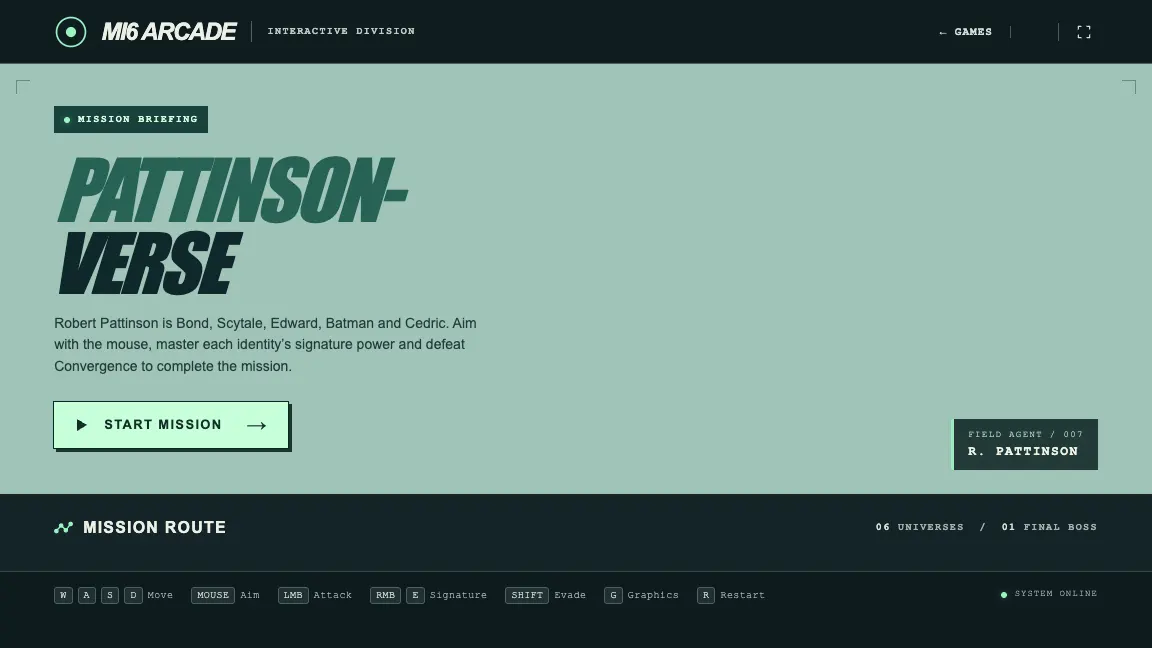 MI6 ARCADE
INTERACTIVE DIVISION
← GAMES
MISSION BRIEFING
PATTINSON-
VERSE
Robert Pattinson is Bond, Scytale, Edward, Batman and Cedric. Aim
with the mouse, master each identity’s signature power and defeat
Convergence to complete the mission.
START MISSION →
FIELD AGENT / 007
R. PATTINSON
MISSION ROUTE
06 UNIVERSES / 01 FINAL BOSS
W A S D Move MOUSE Aim LMB Attack RMB E Signature SHIFT Evade G Graphics R Restart
SYSTEM ONLINE